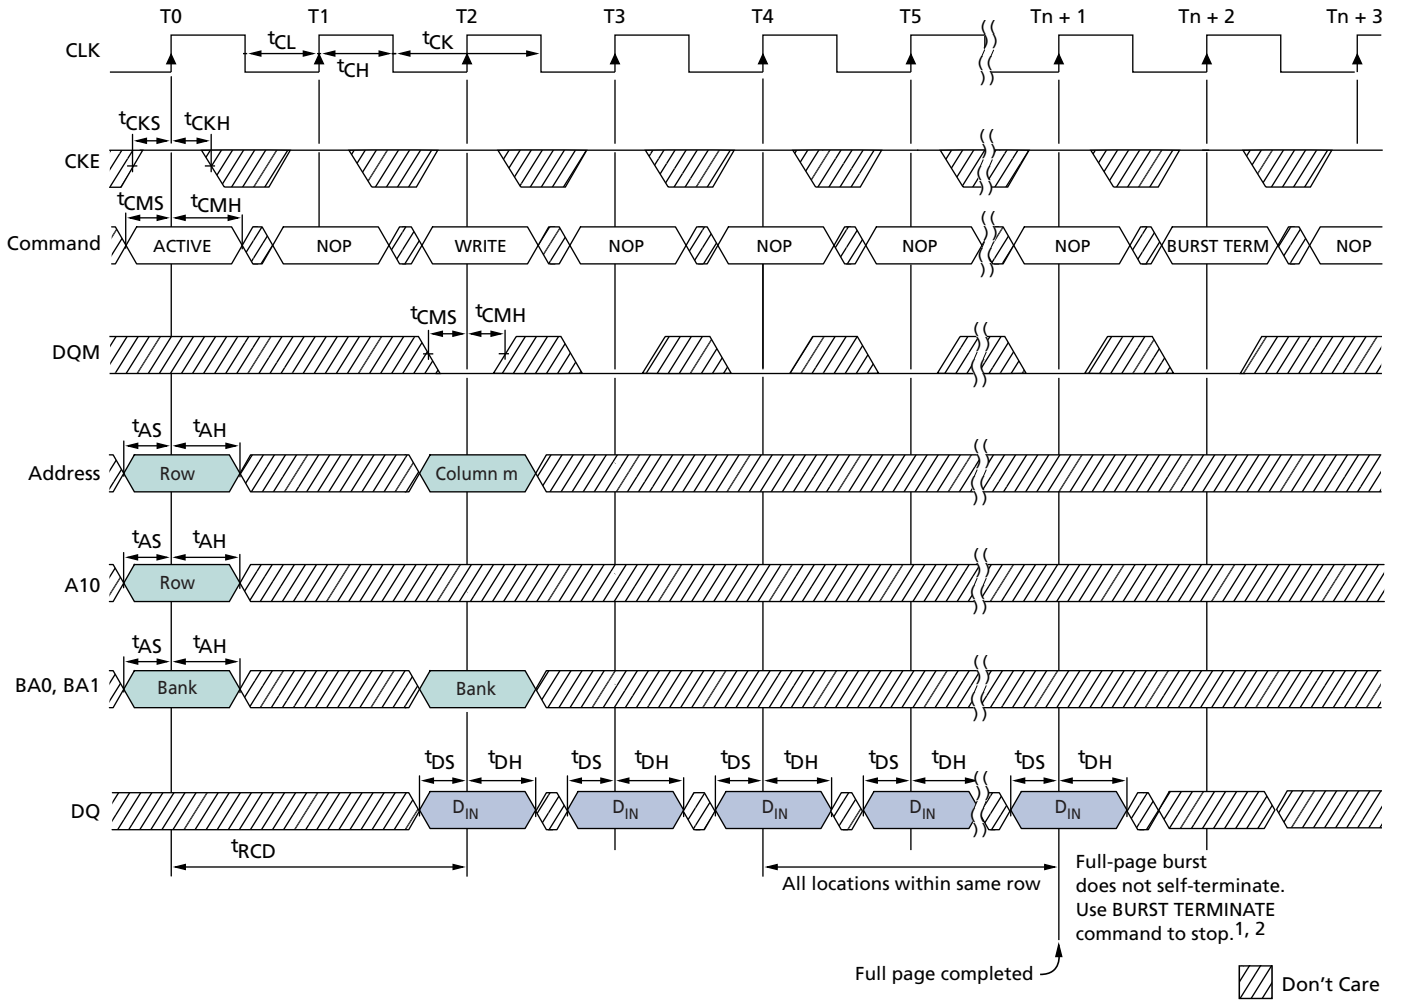 T0 T1 T2 T3 T4 T5 Tn + 1 Tn + 2 Tn + 3
CLK tCL tCH tCK
tCKS tCKH
CKE
tCMS tCMH
Command ACTIVE NOP WRITE NOP NOP NOP NOP BURST TERM NOP
tCMS tCMH
DQM
tAS tAH
Address Row Column m
tAS tAH
A10 Row
tAS tAH
BA0, BA1 Bank Bank
tDS tDH tDS tDH tDS tDH tDS tDH tDS tDH
DQ DIN DIN DIN DIN DIN
tRCD
All locations within same row
Full-page burst
does not self-terminate.
Use BURST TERMINATE
command to stop.1, 2
Full page completed
Don't Care